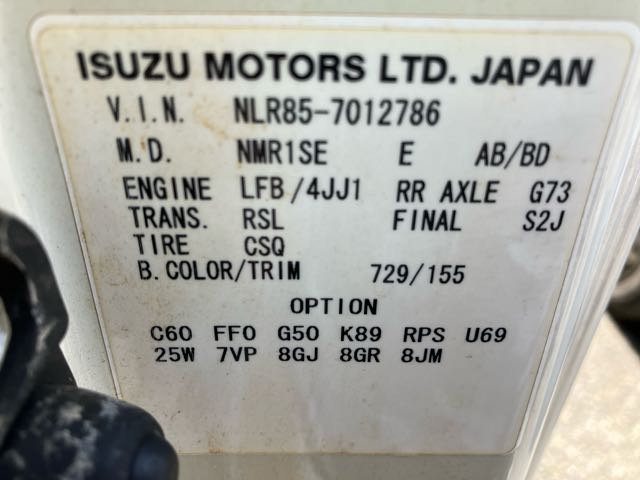 ISUZU MOTORS LTD. JAPAN
V.I.N. NLR85-7012786
M.D. NMR1SE E AB/BD
ENGINE LFB/4JJ1 RR AXLE G73
TRANS. RSL FINAL S2J
TIRE CSQ
B.COLOR/TRIM 729/155
OPTION
C60 FF0 G50 K89 RPS U69
25W 7VP 8GJ 8GR 8JM